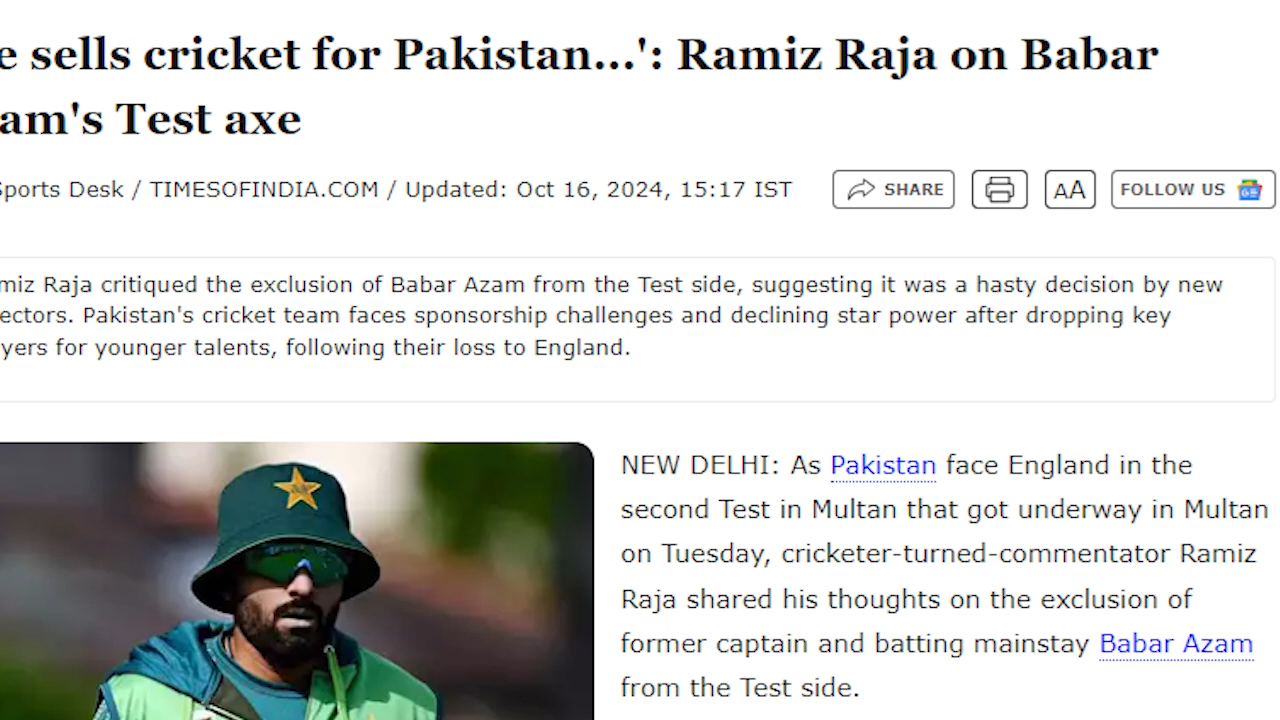 e sells cricket for Pakistan...': Ramiz Raja on Babar
am's Test axe
Sports Desk / TIMESOFINDIA.COM / Updated: Oct 16, 2024, 15:17 IST
SHARE
AA
FOLLOW US
miz Raja critiqued the exclusion of Babar Azam from the Test side, suggesting it was a hasty decision by new
ectors. Pakistan's cricket team faces sponsorship challenges and declining star power after dropping key
yers for younger talents, following their loss to England.
NEW DELHI: As Pakistan face England in the
second Test in Multan that got underway in Multan
on Tuesday, cricketer-turned-commentator Ramiz
Raja shared his thoughts on the exclusion of
former captain and batting mainstay Babar Azam
from the Test side.